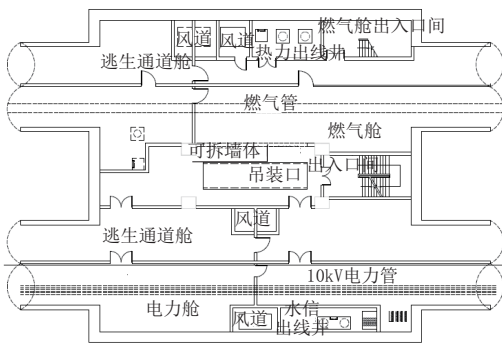 燃气舱出入口间
风道
风道
热力出线井
逃生通道舱
燃气管
燃气舱
可拆墙体
出入口间
吊装口
风道
逃生通道舱
10kV电力管
电力舱
水信
出线井
风道